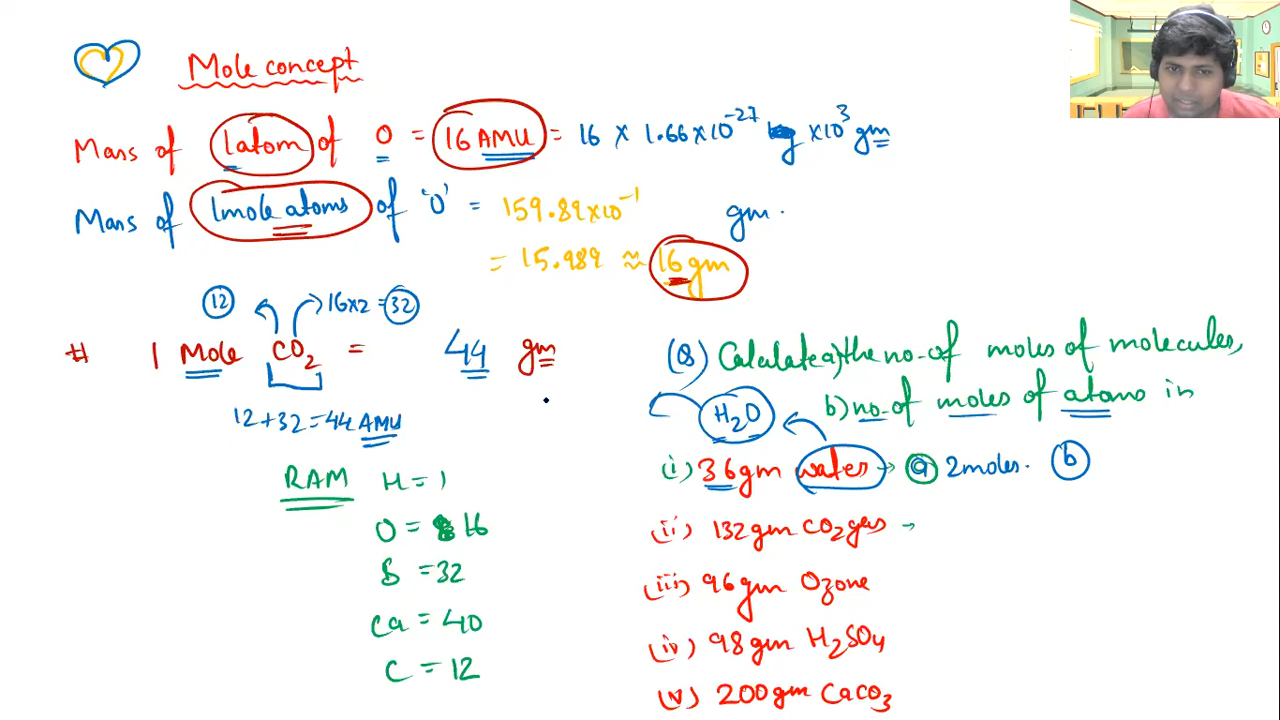 Mole concept
Mass of 1atom of O = 16 AMU = 16 × 1.66×10⁻²⁷ kg ×10³ gm
Mass of 1mole atoms of 'O' = 159.89×10⁻¹ gm.
= 15.989 ≈ 16gm
12 16×2 = 32
# 1 Mole CO₂ = 44 gm
12+32=44 AMU
RAM H = 1
O = 16
S = 32
Ca = 40
C = 12
(Q) Calculate a) the no. of moles of molecules,
b) no. of moles of atoms in
H₂O
(i) 36gm water → (a) 2moles. (b)
(ii) 132gm CO₂ gas →
(iii) 96gm Ozone
(iv) 98gm H₂SO₄
(v) 200gm CaCO₃